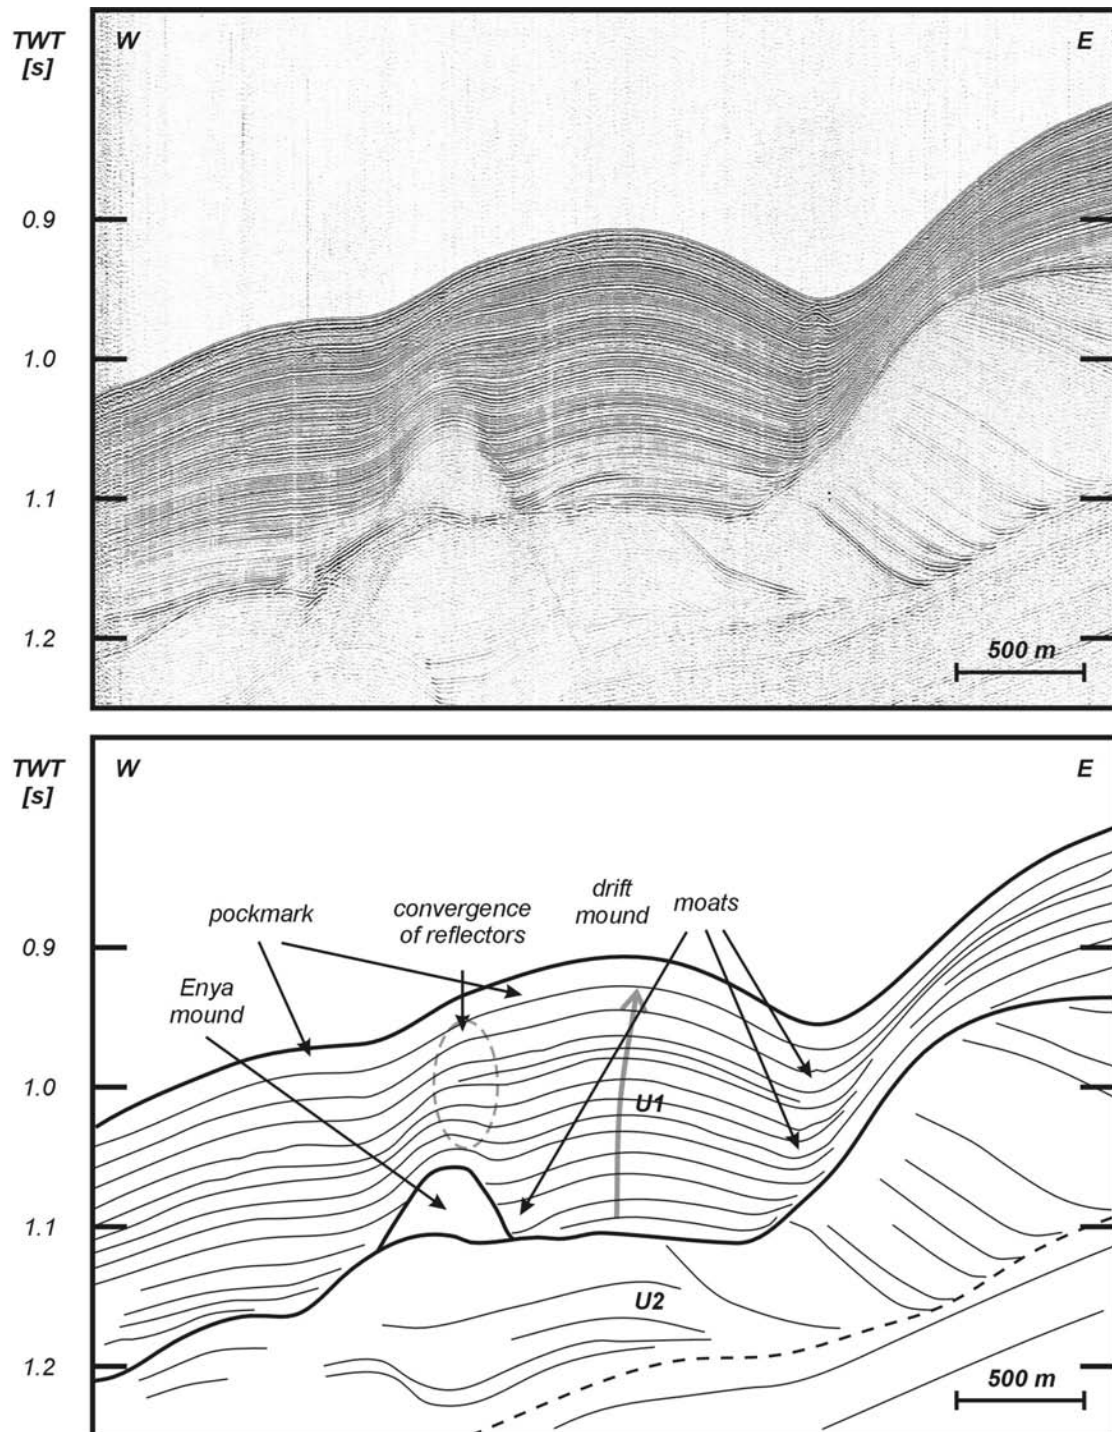 TWT
[s]
W
E
0.9
1.0
1.1
1.2
500 m
TWT
[s]
W
E
pockmark
convergence
of reflectors
drift
mound
moats
Enya
mound
0.9
1.0
U1
1.1
U2
1.2
500 m